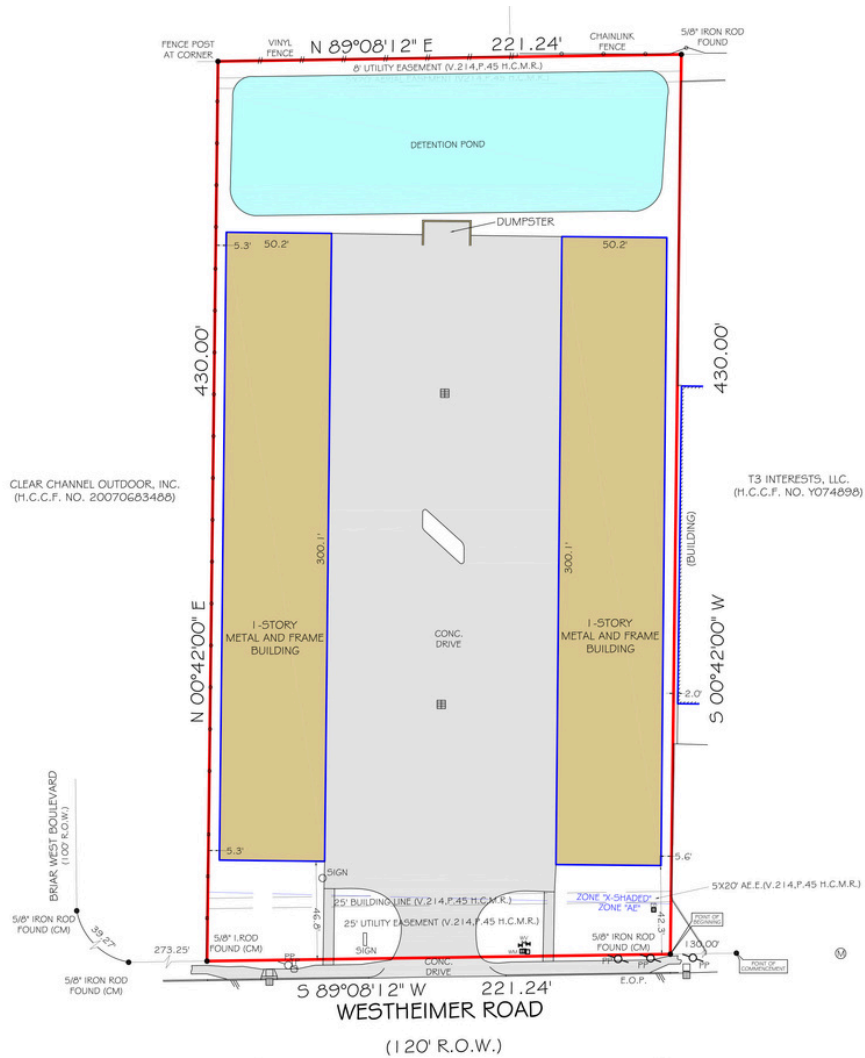 FENCE POST
AT CORNER
VINYL
FENCE
N 89°08'12" E
221.24'
CHAINLINK
FENCE
5/8" IRON ROD
FOUND
8' UTILITY EASEMENT (V.214,P.45 H.C.M.R.)
DETENTION POND
DUMPSTER
5.3'
50.2'
50.2'
430.00'
430.00'
CLEAR CHANNEL OUTDOOR, INC.
(H.C.C.F. NO. 20070683488)
T3 INTERESTS, LLC.
(H.C.C.F. NO. Y074898)
(BUILDING)
300.1'
300.1'
1-STORY
METAL AND FRAME
BUILDING
CONC.
DRIVE
1-STORY
METAL AND FRAME
BUILDING
N 00°42'00" E
S 00°42'00" W
2.0'
5.3'
5.6'
BRIAR WEST BOULEVARD
(100' R.O.W.)
SIGN
5X20' AE.E.(V.214,P.45 H.C.M.R.)
ZONE "X-SHADED"
ZONE "AE"
25' BUILDING LINE (V.214,P.45 H.C.M.R.)
46.8'
42.3'
25' UTILITY EASEMENT (V.214,P.45 H.C.M.R.)
POINT OF
BEGINNING
5/8" IRON ROD
FOUND (CM)
39.27
273.25'
5/8" I.ROD
FOUND (CM)
SIGN
5/8" IRON ROD
FOUND (CM)
130.00'
PP
PP
PP
PP
M
POINT OF
COMMENCEMENT
5/8" IRON ROD
FOUND (CM)
CONC.
DRIVE
E.O.P.
S 89°08'12" W
221.24'
WESTHEIMER ROAD
(120' R.O.W.)